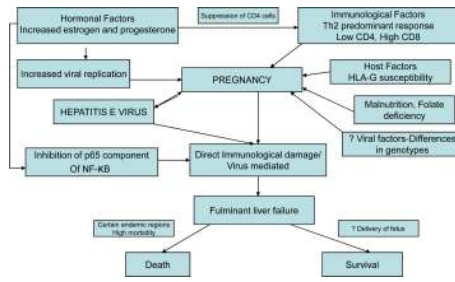 Hormonal Factors
Increased estrogen and progesterone
Suppression of CD4 cells
Immunological Factors
Th2 predominant response
Low CD4, High CD8
Increased viral replication
PREGNANCY
Host Factors
HLA-G susceptibility
HEPATITIS E VIRUS
Malnutrition, Folate
deficiency
? Viral factors-Differences
in genotypes
Inhibition of p65 component
Of NF-KB
Direct Immunological damage/
Virus mediated
Fulminant liver failure
Certain endemic regions
High morbidity
? Delivery of fetus
Death
Survival